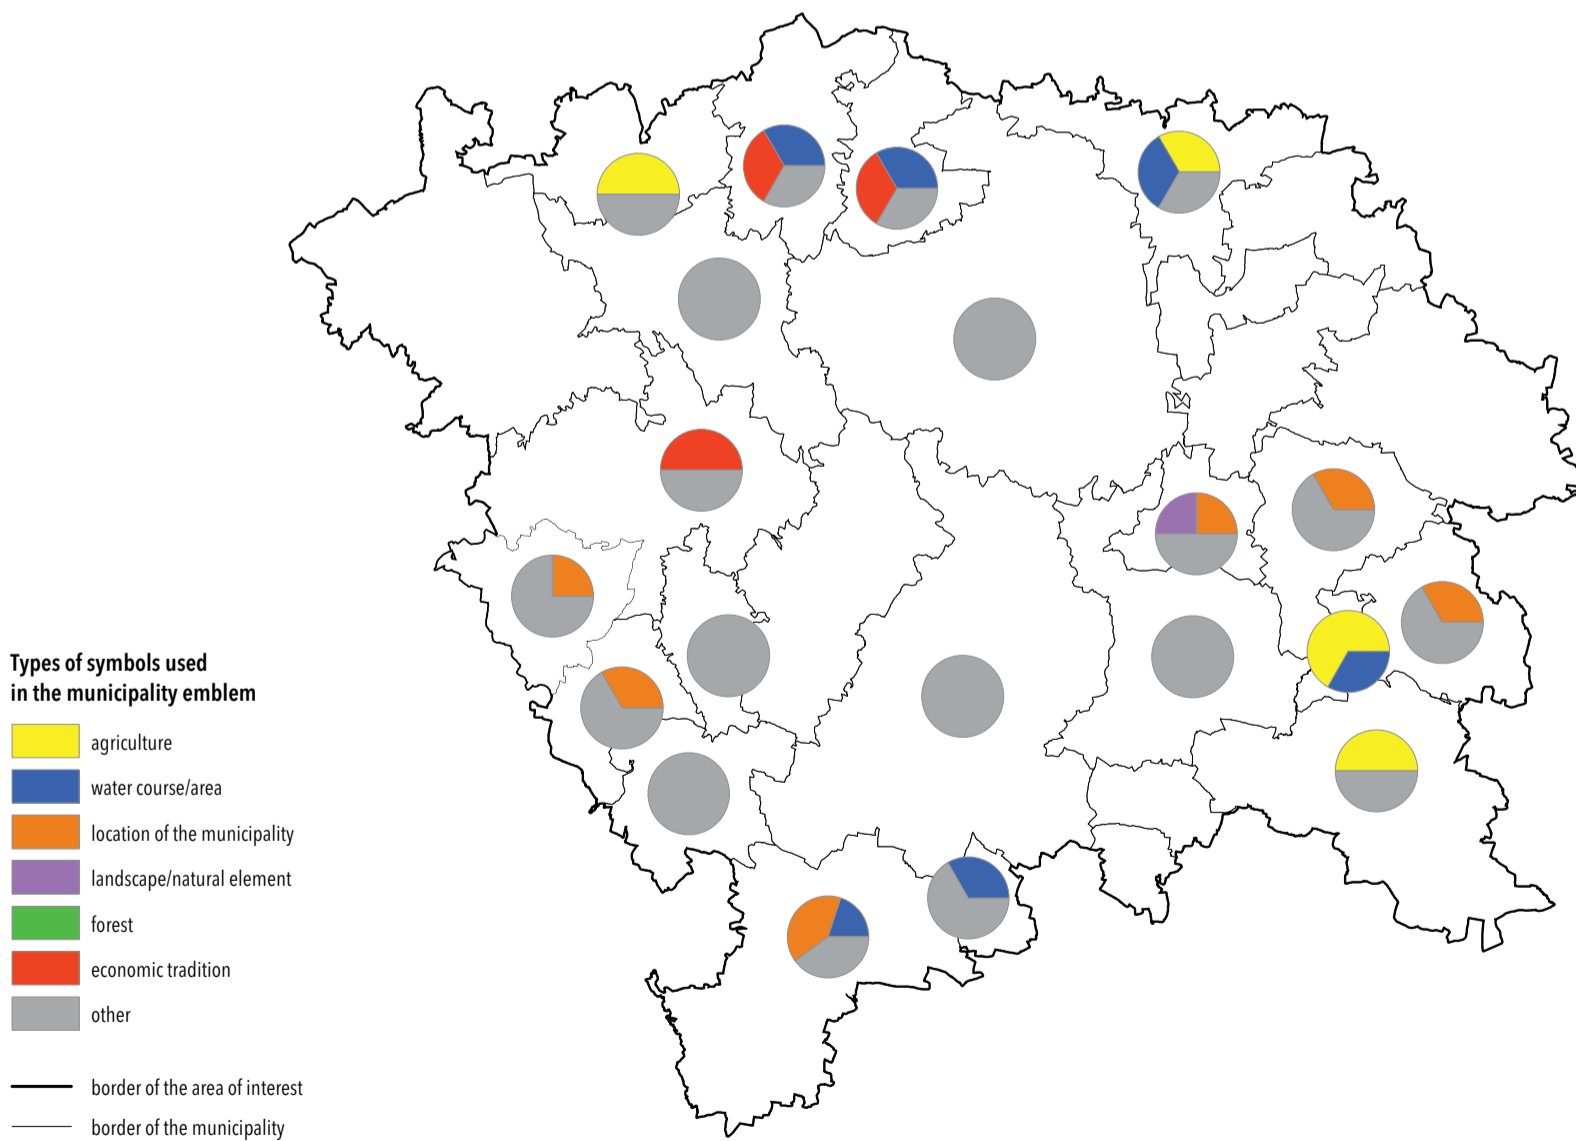 Types of symbols used
in the municipality emblem
agriculture
water course/area
location of the municipality
landscape/natural element
forest
economic tradition
other
border of the area of interest
border of the municipality